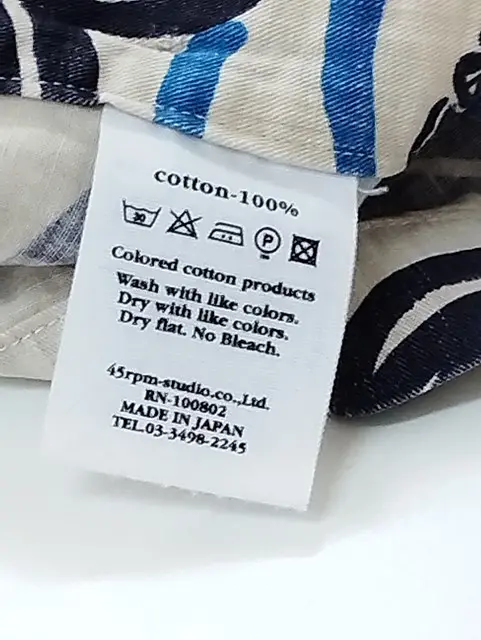 cotton-100%
30 P
Colored cotton products
Wash with like colors.
Dry with like colors.
Dry flat. No Bleach.
45rpm-studio.co.,Ltd.
RN-100802
MADE IN JAPAN
TEL.03-3498-2245